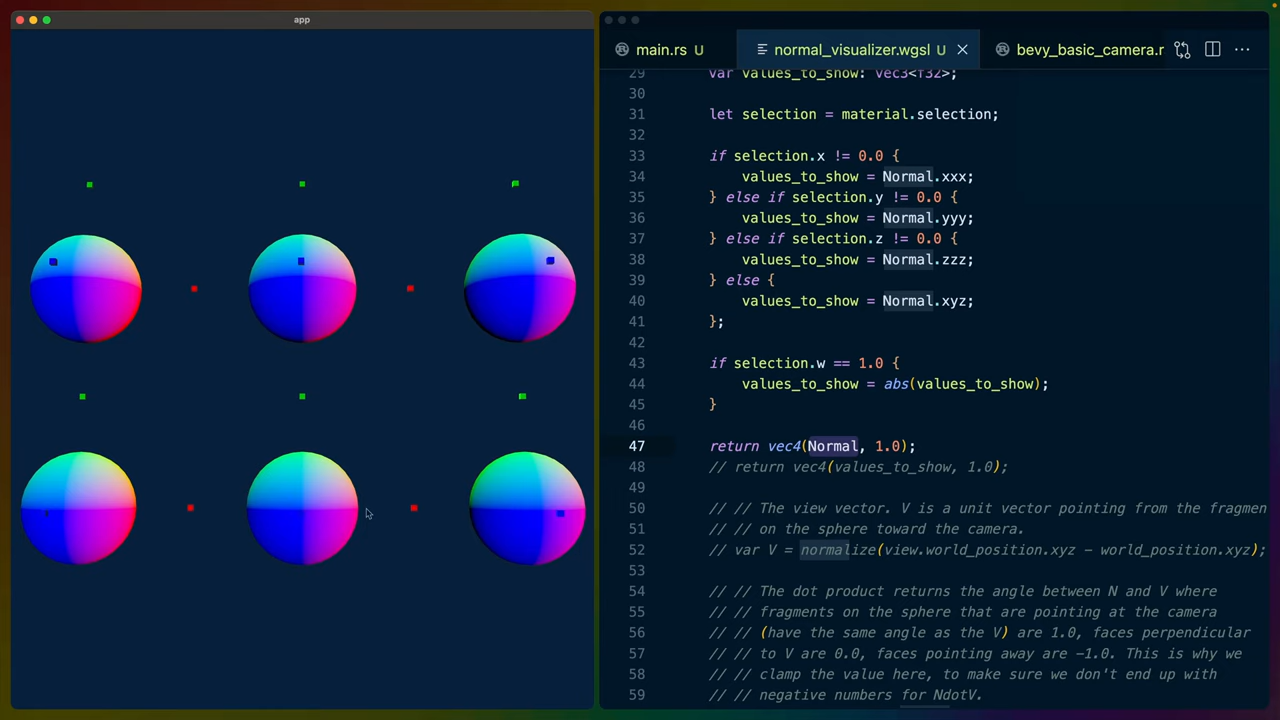 app
main.rs U
normal_visualizer.wgsl U
bevy_basic_camera.r
29 var values_to_show: vec3<f32>;
30
31 let selection = material.selection;
32
33 if selection.x != 0.0 {
34 values_to_show = Normal.xxx;
35 } else if selection.y != 0.0 {
36 values_to_show = Normal.yyy;
37 } else if selection.z != 0.0 {
38 values_to_show = Normal.zzz;
39 } else {
40 values_to_show = Normal.xyz;
41 };
42
43 if selection.w == 1.0 {
44 values_to_show = abs(values_to_show);
45 }
46
47 return vec4(Normal, 1.0);
48 // return vec4(values_to_show, 1.0);
49
50 // // The view vector. V is a unit vector pointing from the fragmen
51 // // on the sphere toward the camera.
52 // var V = normalize(view.world_position.xyz - world_position.xyz);
53
54 // // The dot product returns the angle between N and V where
55 // // fragments on the sphere that are pointing at the camera
56 // // (have the same angle as the V) are 1.0, faces perpendicular
57 // // to V are 0.0, faces pointing away are -1.0. This is why we
58 // // clamp the value here, to make sure we don't end up with
59 // // negative numbers for NdotV.